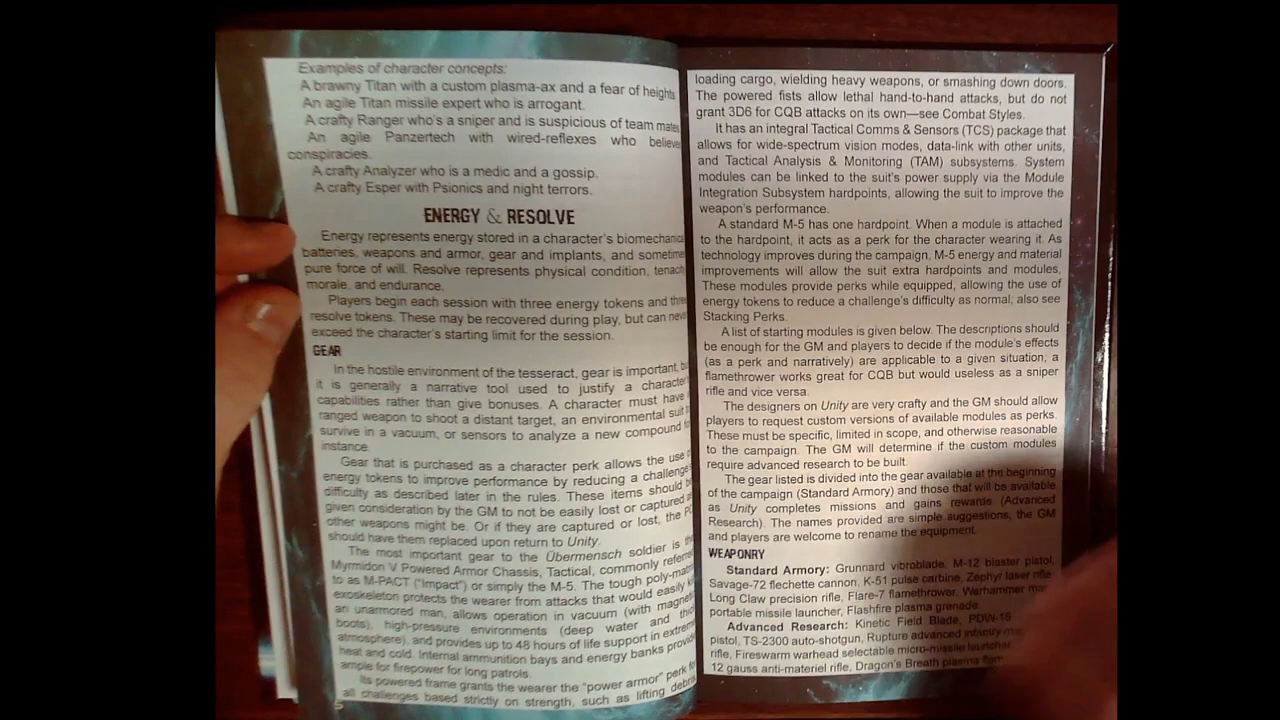 Examples of character concepts:
A brawny Titan with a custom plasma-ax and a fear of heights
An agile Titan missile expert who is arrogant.
A crafty Ranger who's a sniper and is suspicious of team mates
An agile Panzertech with wired-reflexes who
conspiracies.
A crafty Analyzer who is a medic and a gossip.
A crafty Esper with Psionics and night terrors.
ENERGY & RESOLVE
Energy represents energy stored in a character's
batteries, weapons and armor, gear and implants, and
pure force of will. Resolve represents physical condition,
morale, and endurance.
Players begin each session with three energy tokens and
resolve tokens. These may be recovered during play, but can
exceed the character's starting limit for the session.
GEAR
In the hostile environment of the tesseract, gear is important,
it is generally a narrative tool used to justify a
capabilities rather than give bonuses. A character must have
ranged weapon to shoot a distant target, an environmental suit
survive in a vacuum, or sensors to analyze a new compound
instance.
Gear that is purchased as a character perk allows the use
energy tokens to improve performance by reducing a
difficulty as described later in the rules. These items should
given consideration by the GM to not be easily lost or captured
other weapons might be. Or if they are captured or lost, the
should have them replaced upon return to Unity.
The most important gear to the Übermensch soldier is
Myrmidon V Powered Armor Chassis, Tactical, commonly
to as M-PACT ("Impact") or simply the M-5. The tough
exoskeleton protects the wearer from attacks that would easily
an unarmored man, allows operation in vacuum (with
boots), high-pressure environments (deep water and
atmosphere), and provides up to 48 hours of life support in
heat and cold. Internal ammunition bays and energy banks
ample for firepower for long patrols.
Its powered frame grants the wearer the "power armor" perk
all challenges based strictly on strength, such as lifting
5
loading cargo, wielding heavy weapons, or smashing down doors.
The powered fists allow lethal hand-to-hand attacks, but do not
grant 3D6 for CQB attacks on its own—see Combat Styles.
It has an integral Tactical Comms & Sensors (TCS) package that
allows for wide-spectrum vision modes, data-link with other units,
and Tactical Analysis & Monitoring (TAM) subsystems. System
modules can be linked to the suit's power supply via the Module
Integration Subsystem hardpoints, allowing the suit to improve the
weapon's performance.
A standard M-5 has one hardpoint. When a module is attached
to the hardpoint, it acts as a perk for the character wearing it. As
technology improves during the campaign, M-5 energy and material
improvements will allow the suit extra hardpoints and modules,
These modules provide perks while equipped, allowing the use of
energy tokens to reduce a challenge's difficulty as normal; also see
Stacking Perks.
A list of starting modules is given below. The descriptions should
be enough for the GM and players to decide if the module's effects
(as a perk and narratively) are applicable to a given situation; a
flamethrower works great for CQB but would useless as a sniper
rifle and vice versa.
The designers on Unity are very crafty and the GM should allow
players to request custom versions of available modules as perks.
These must be specific, limited in scope, and otherwise reasonable
to the campaign. The GM will determine if the custom modules
require advanced research to be built.
The gear listed is divided into the gear available at the beginning
of the campaign (Standard Armory) and those that will be available
as Unity completes missions and gains rewards (Advanced
Research). The names provided are simple suggestions, the GM
and players are welcome to rename the equipment.
WEAPONRY
Standard Armory: Grunnard vibroblade, M-12 blaster pistol,
Savage-72 flechette cannon, K-51 pulse carbine, Zephyr laser rifle
Long Claw precision rifle, Flare-7 flamethrower, Warhammer
portable missile launcher, Flashfire plasma grenade
Advanced Research: Kinetic Field Blade,
pistol, TS-2300 auto-shotgun, Rupture advanced infantry
rifle, Fireswarm warhead selectable micro-missile launcher
12 gauss anti-materiel rifle, Dragon's Breath plasma